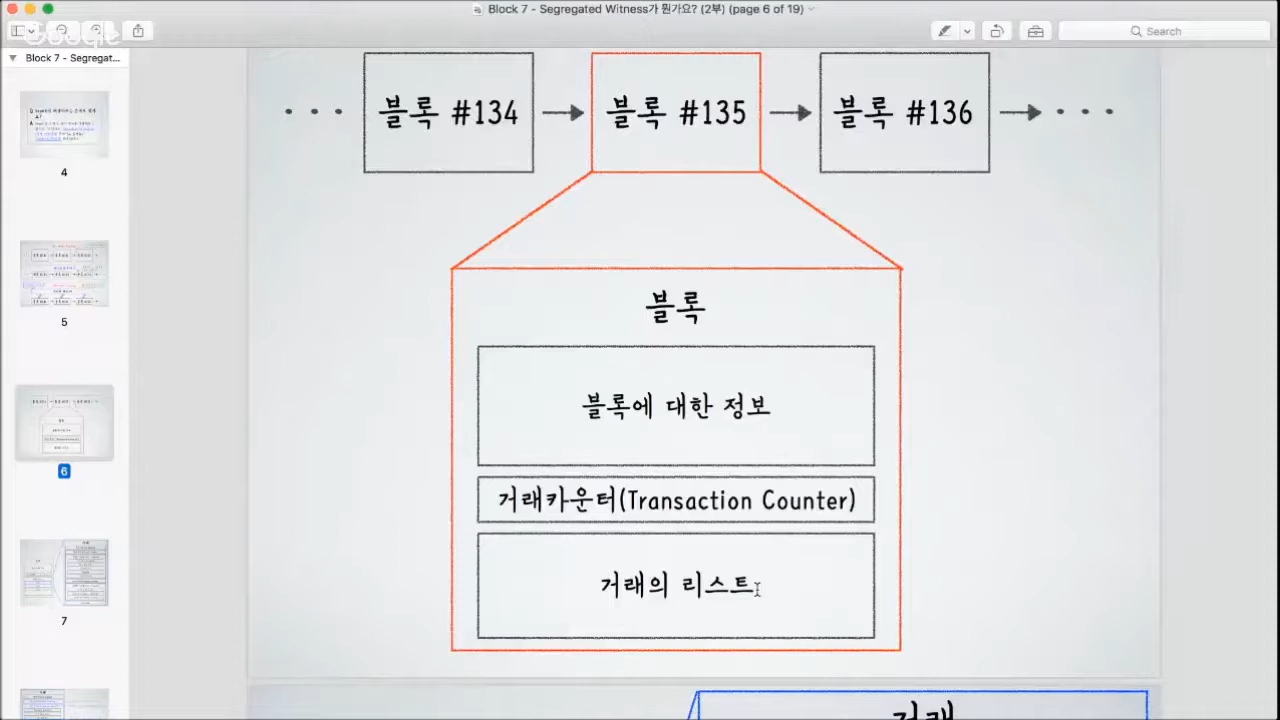 Block 7 - Segregated Witness가 뭔가요? (2부) (page 6 of 19)
Google
Search
Block 7 - Segregat...
4
5
6
7
블록 #134
블록 #135
블록 #136
블록
블록에 대한 정보
거래카운터(Transaction Counter)
거래의 리스트
거래